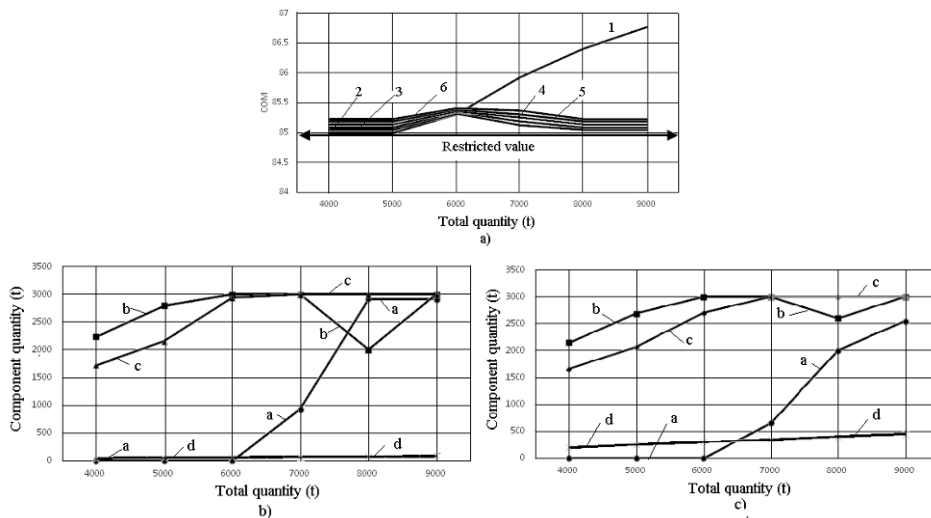 87
86.5
86
85.5
85
84.5
84
COM
1
2
3
6
4
5
Restricted value
4000 5000 6000 7000 8000 9000
Total quantity (t)
a)
3500
3000
2500
2000
1500
1000
500
0
Component quantity (t)
b
c
c
a
b
a
a
d
d
4000 5000 6000 7000 8000 9000
Total quantity (t)
b)
3500
3000
2500
2000
1500
1000
500
0
Component quantity (t)
b
c
c
b
a
d
a
d
4000 5000 6000 7000 8000 9000
Total quantity (t)
c)